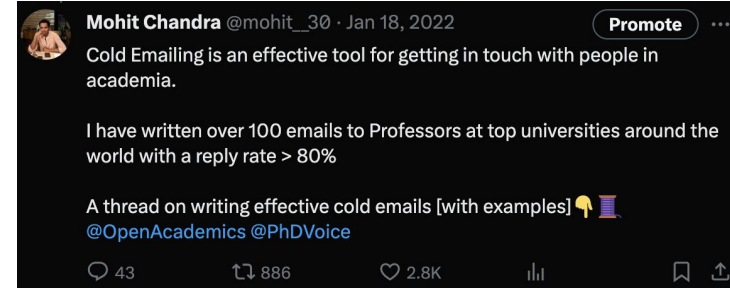 Mohit Chandra @mohit__30 · Jan 18, 2022 Promote ...
Cold Emailing is an effective tool for getting in touch with people in
academia.
I have written over 100 emails to Professors at top universities around the
world with a reply rate > 80%
A thread on writing effective cold emails [with examples]👇🧵
@OpenAcademics @PhDVoice
43 886 2.8K